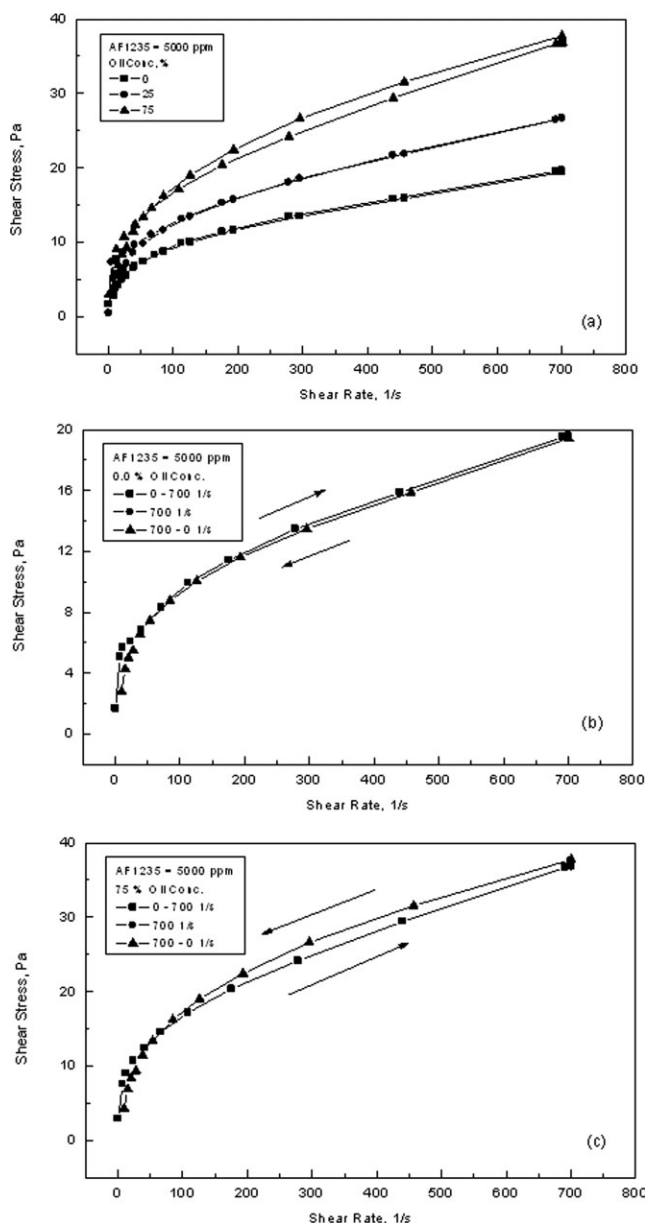 40
30
20
10
0
Shear Stress, Pa
AF1235 = 5000 ppm
Oil Conc, %
0
25
75
(a)
0 100 200 300 400 500 600 700 800
Shear Rate, 1/s
20
16
12
8
4
0
Shear Stress, Pa
AF1235 = 5000 ppm
0.0 % Oil Conc.
0 - 700 1/s
700 1/s
700 - 0 1/s
(b)
0 100 200 300 400 500 600 700 800
Shear Rate, 1/s
40
30
20
10
0
Shear Stress, Pa
AF1235 = 5000 ppm
75 % Oil Conc.
0 - 700 1/s
700 1/s
700 - 0 1/s
(c)
0 100 200 300 400 500 600 700 800
Shear Rate, 1/s